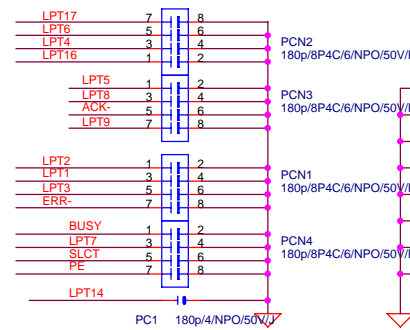 LPT17 7 8
LPT6 5 6 PCN2
LPT4 3 4 180p/8P4C/6/NPO/50V/
LPT16 1 2
LPT5 1 2 PCN3
LPT8 3 4 180p/8P4C/6/NPO/50V/
ACK- 5 6
LPT9 7 8
LPT2 1 2
LPT1 3 4 PCN1
LPT3 5 6 180p/8P4C/6/NPO/50V/
ERR- 7 8
BUSY 1 2
LPT7 3 4 PCN4
SLCT 5 6 180p/8P4C/6/NPO/50V/
PE 7 8
LPT14
PC1 180p/4/NPO/50V/J